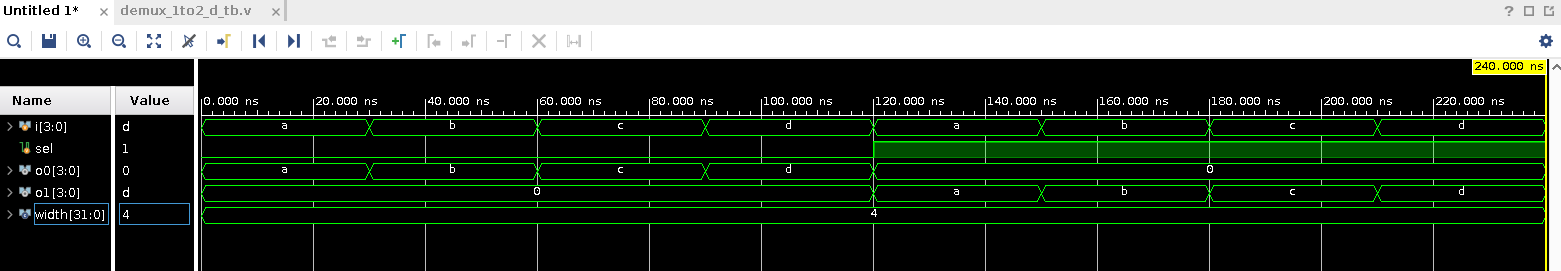 Untitled 1* × demux_1to2_d_tb.v × ?
240.000 ns
Name Value 0.000 ns 20.000 ns 40.000 ns 60.000 ns 80.000 ns 100.000 ns 120.000 ns 140.000 ns 160.000 ns 180.000 ns 200.000 ns 220.000 ns
i[3:0] d a b c d a b c d
sel 1
o0[3:0] 0 a b c d 0
o1[3:0] d 0 a b c d
width[31:0] 4 4